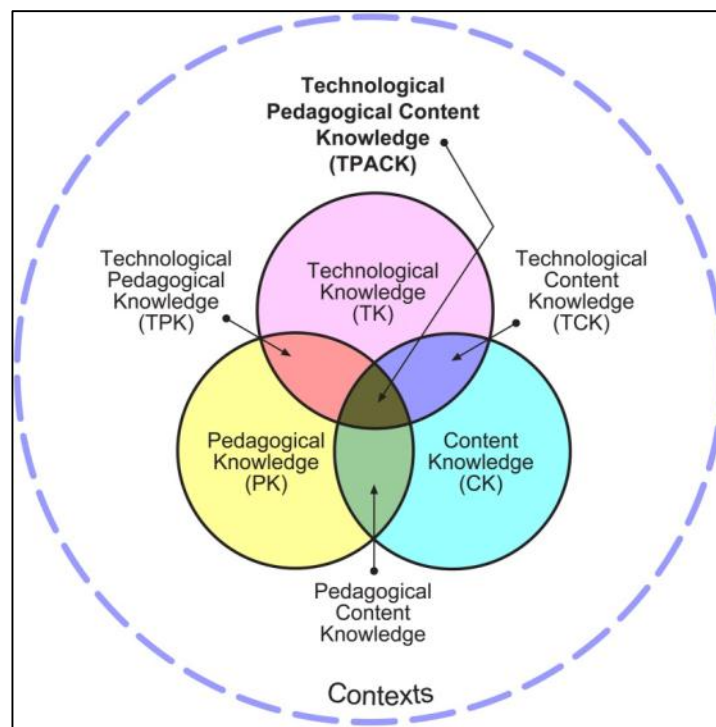 Technological
Pedagogical Content
Knowledge
(TPACK)
Technological
Pedagogical
Knowledge
(TPK)
Technological
Knowledge
(TK)
Technological
Content
Knowledge
(TCK)
Pedagogical
Knowledge
(PK)
Content
Knowledge
(CK)
Pedagogical
Content
Knowledge
Contexts